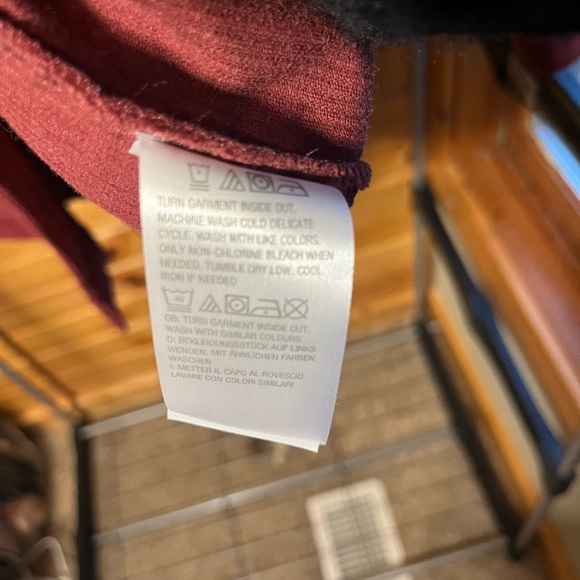 TURN GARMENT INSIDE OUT.
MACHINE WASH COLD DELICATE
CYCLE. WASH WITH LIKE COLORS.
ONLY NON-CHLORINE BLEACH WHEN
NEEDED. TUMBLE DRY LOW. COOL
IRON IF NEEDED
30
GB: TURN GARMENT INSIDE OUT.
WASH WITH SIMILAR COLOURS
D: BEKLEIDUNGSSTÜCK AUF LINKS
WENDEN. MIT ÄHNLICHEN FARBEN
WASCHEN
I: METTER IL CAPO AL ROVESCIO.
LAVARE CON COLORI SIMILARI